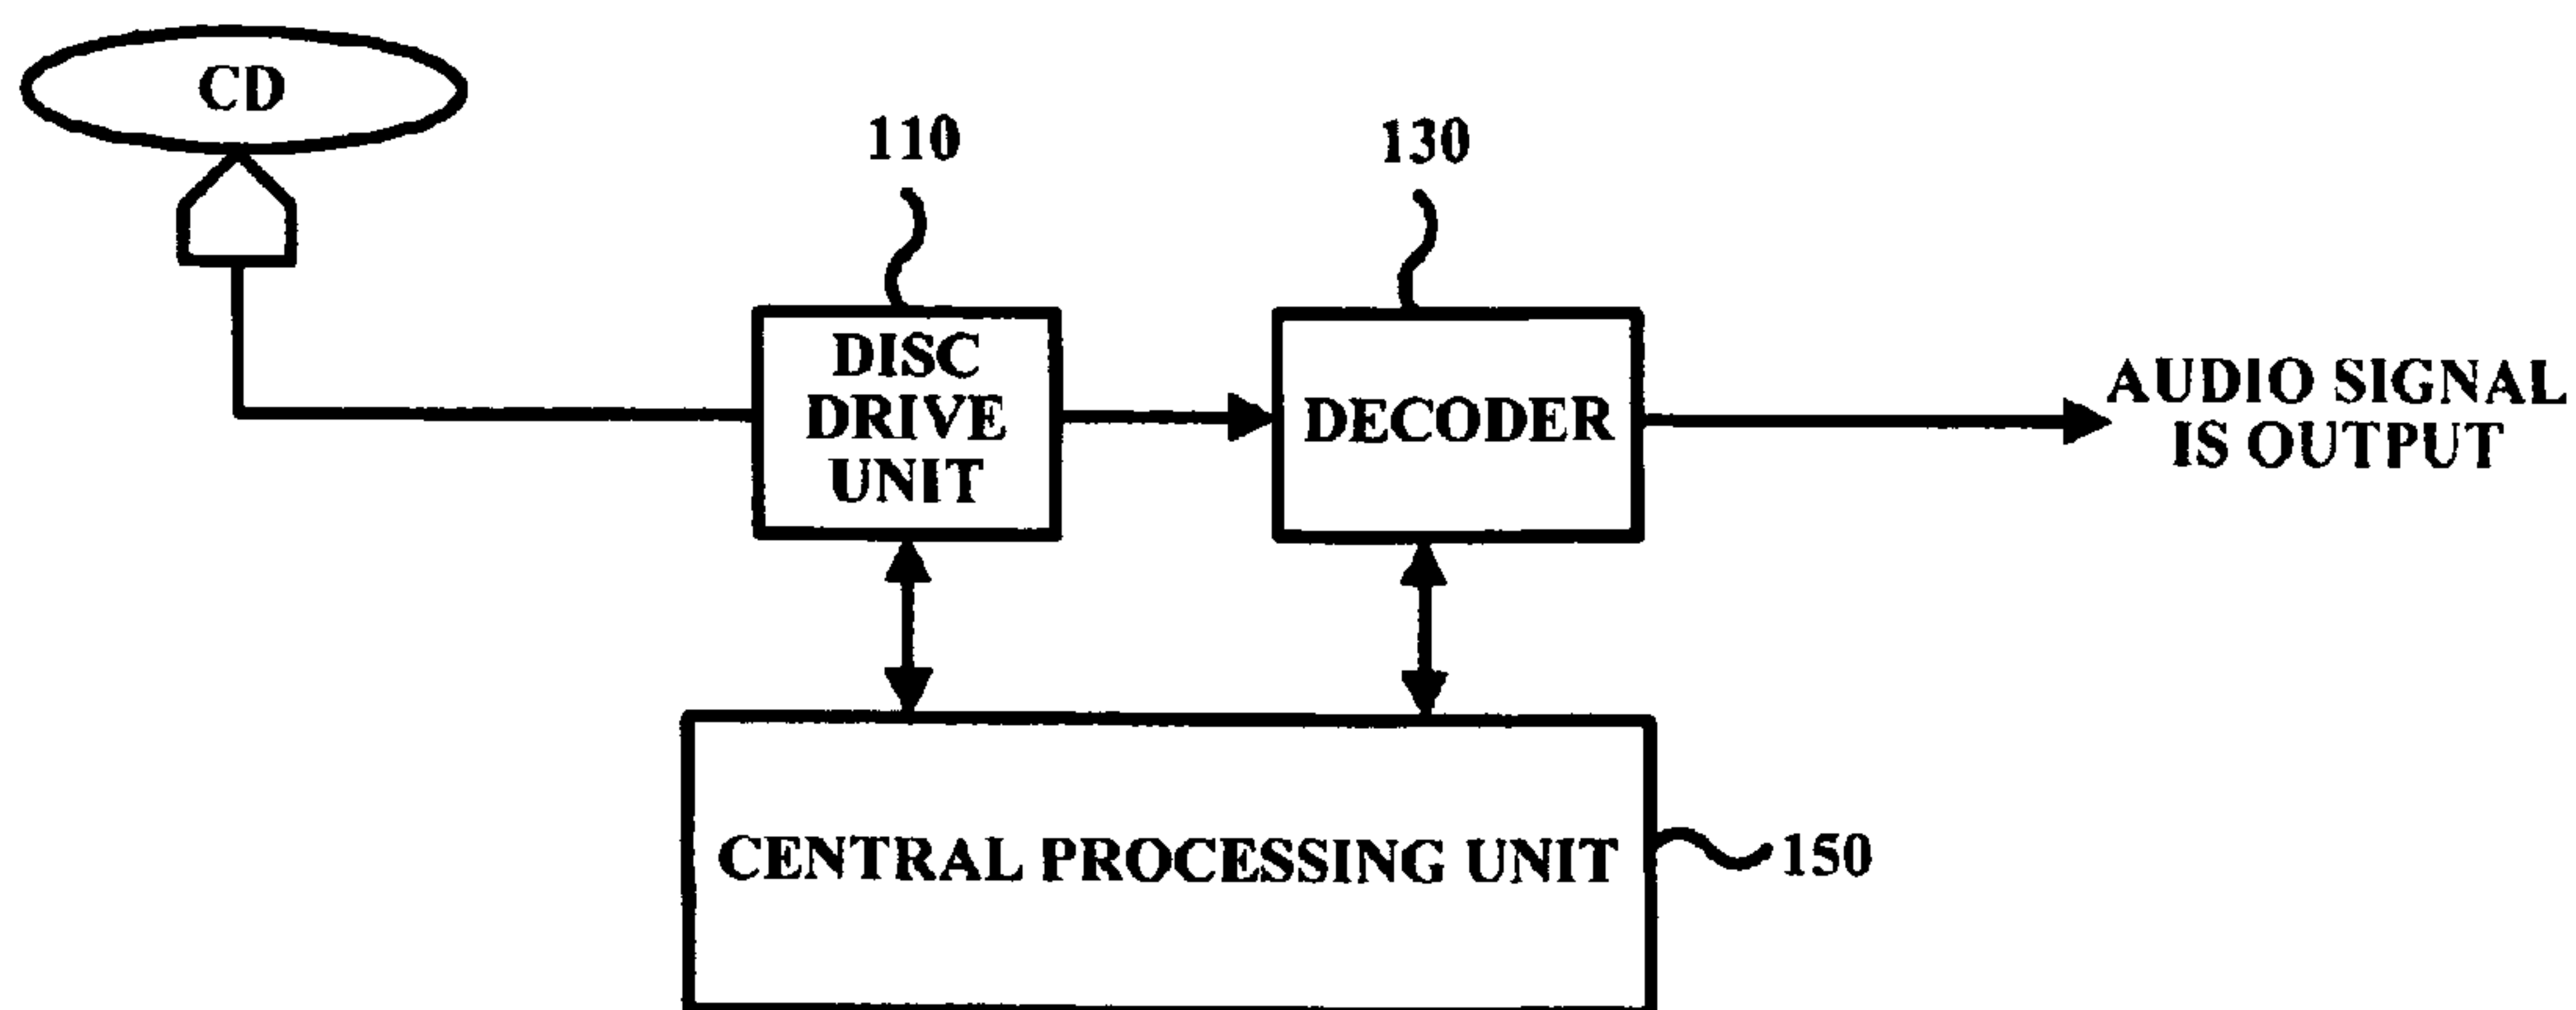 CD
110
130
DISC
DRIVE
UNIT
DECODER
AUDIO SIGNAL
IS OUTPUT
CENTRAL PROCESSING UNIT
150